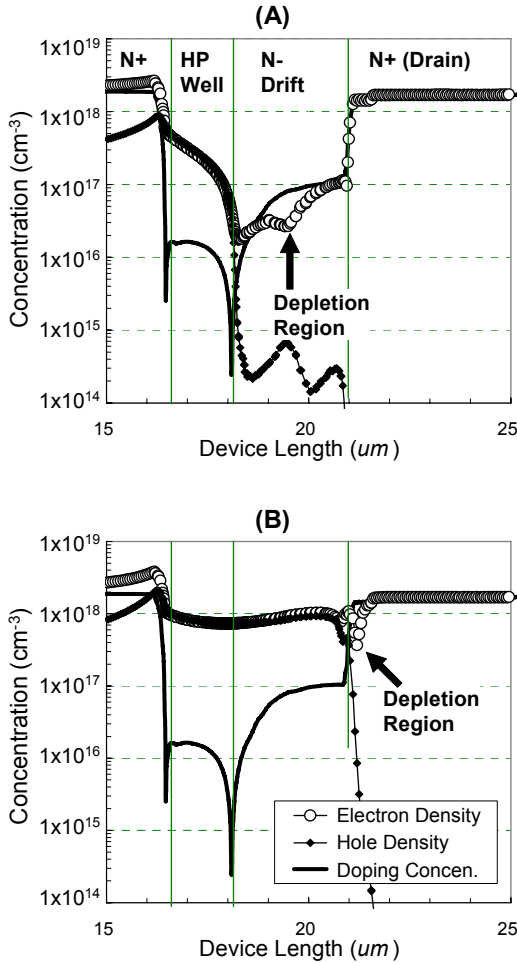 (A)
N+ HP Well N- Drift N+ (Drain)
1x10^19
1x10^18
1x10^17
1x10^16
1x10^15
1x10^14
Concentration (cm^-3)
Depletion Region
15 20 25
Device Length (um)
(B)
1x10^19
1x10^18
1x10^17
1x10^16
1x10^15
1x10^14
Concentration (cm^-3)
Depletion Region
Electron Density
Hole Density
Doping Concen.
15 20 25
Device Length (um)